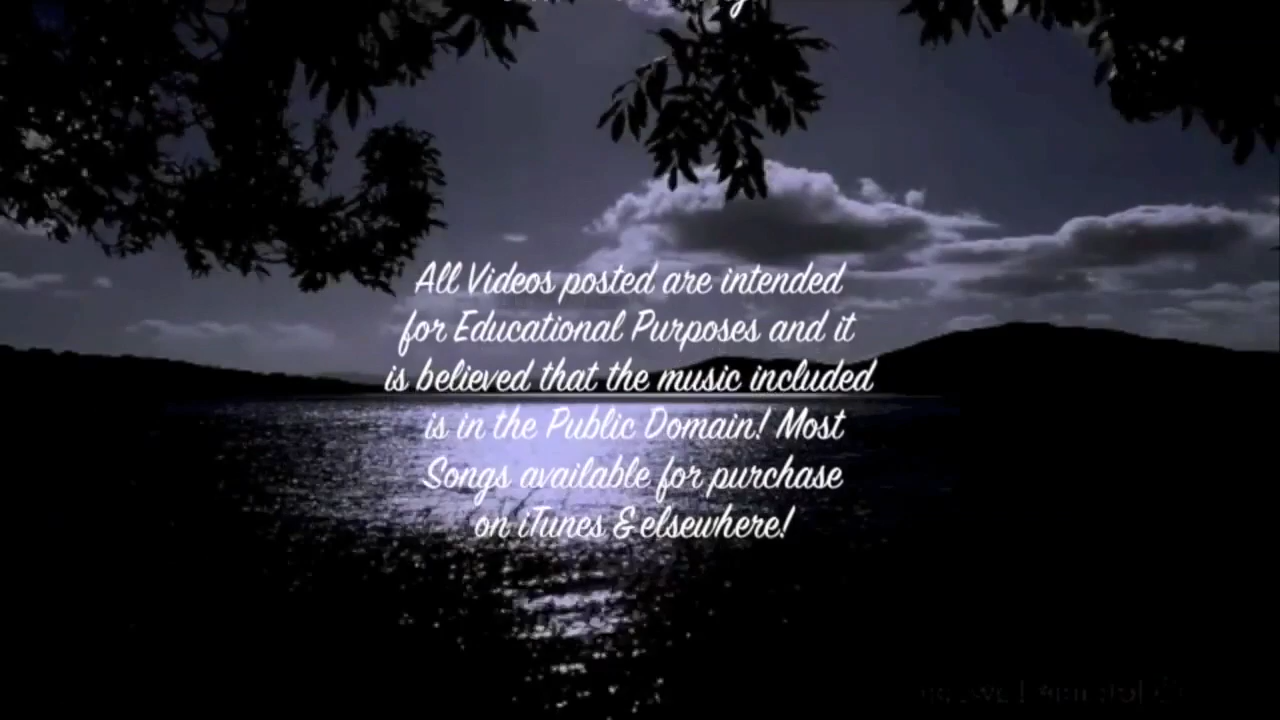 All Videos posted are intended
for Educational Purposes and it
is believed that the music included
is in the Public Domain! Most
Songs available for purchase
on iTunes & elsewhere!